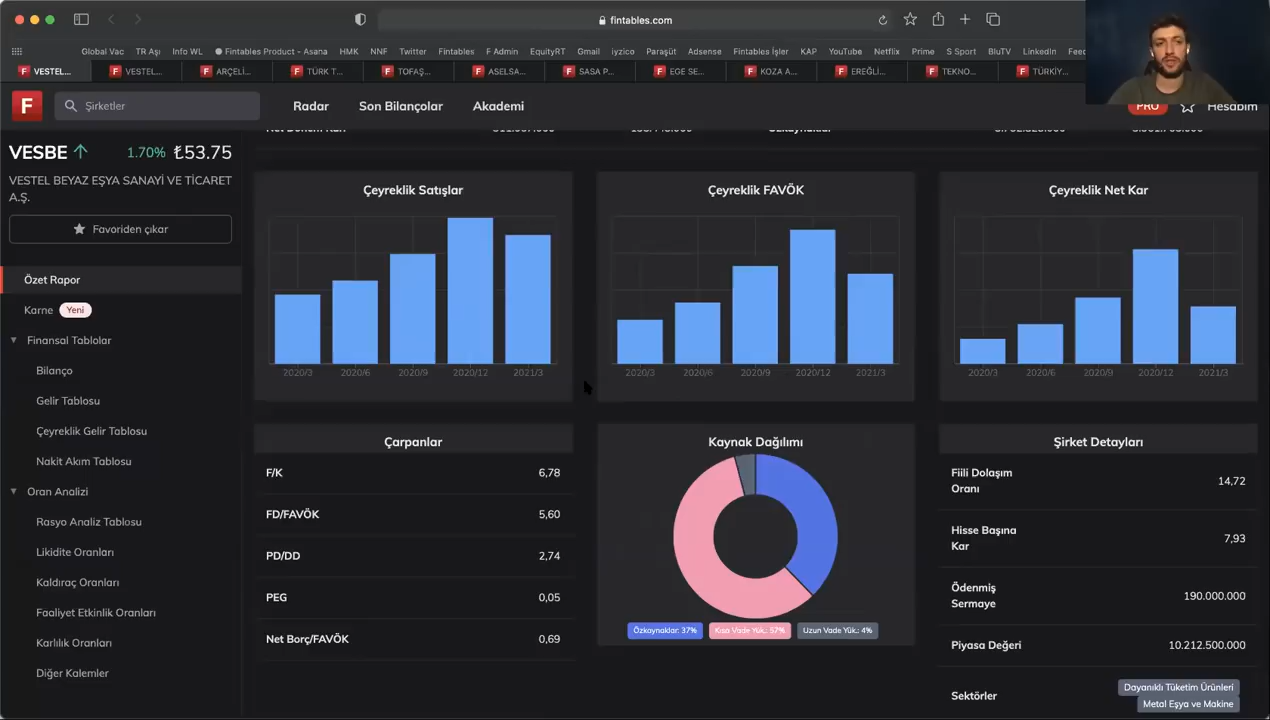 fintables.com
Global Vac TR Aşı Info WL Fintables Product – Asana HMK NNF Twitter Fintables F Admin EquityRT Gmail iyzico Paraşüt Adsense Fintables İşler KAP YouTube Netflix Prime S Sport BluTV LinkedIn
VESTEL... VESTEL... ARÇELİ... TÜRK T... TOFAŞ... ASELSA... SASA P... EGE SE... KOZA A... EREĞLİ... TEKNO... TÜRKİY...
F Şirketler Radar Son Bilançolar Akademi PRO Hesabım
VESBE 1.70% ₺53.75
VESTEL BEYAZ EŞYA SANAYİ VE TİCARET
A.Ş.
Favoriden çıkar
Özet Rapor
Karne Yeni
Finansal Tablolar
Bilanço
Gelir Tablosu
Çeyreklik Gelir Tablosu
Nakit Akım Tablosu
Oran Analizi
Rasyo Analiz Tablosu
Likidite Oranları
Kaldıraç Oranları
Faaliyet Etkinlik Oranları
Karlılık Oranları
Diğer Kalemler
Çeyreklik Satışlar
2020/3 2020/6 2020/9 2020/12 2021/3
Çeyreklik FAVÖK
2020/3 2020/6 2020/9 2020/12 2021/3
Çeyreklik Net Kar
2020/3 2020/6 2020/9 2020/12 2021/3
Çarpanlar
F/K 6,78
FD/FAVÖK 5,60
PD/DD 2,74
PEG 0,05
Net Borç/FAVÖK 0,69
Kaynak Dağılımı
Özkaynaklar: 37% Kısa Vade Yük.: 57% Uzun Vade Yük.: 4%
Şirket Detayları
Fiili Dolaşım
Oranı 14,72
Hisse Başına
Kar 7,93
Ödenmiş
Sermaye 190.000.000
Piyasa Değeri 10.212.500.000
Sektörler Dayanıklı Tüketim Ürünleri
Metal Eşya ve Makine